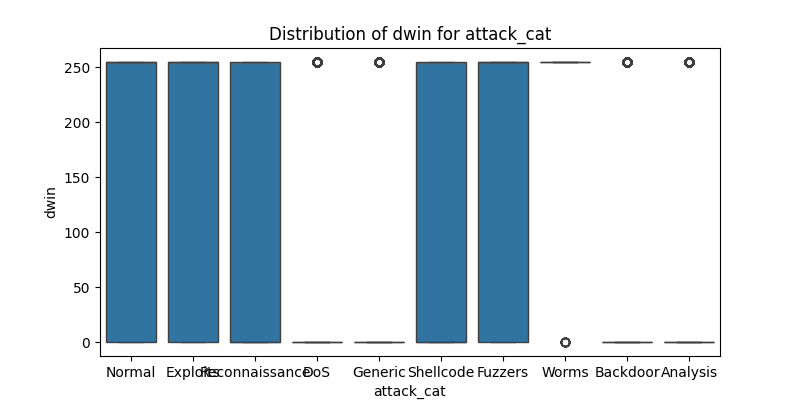 Distribution of dwin for attack_cat
250
200
150
100
50
0
dwin
Normal Exploits Reconnaissance DoS Generic Shellcode Fuzzers Worms Backdoor Analysis
attack_cat